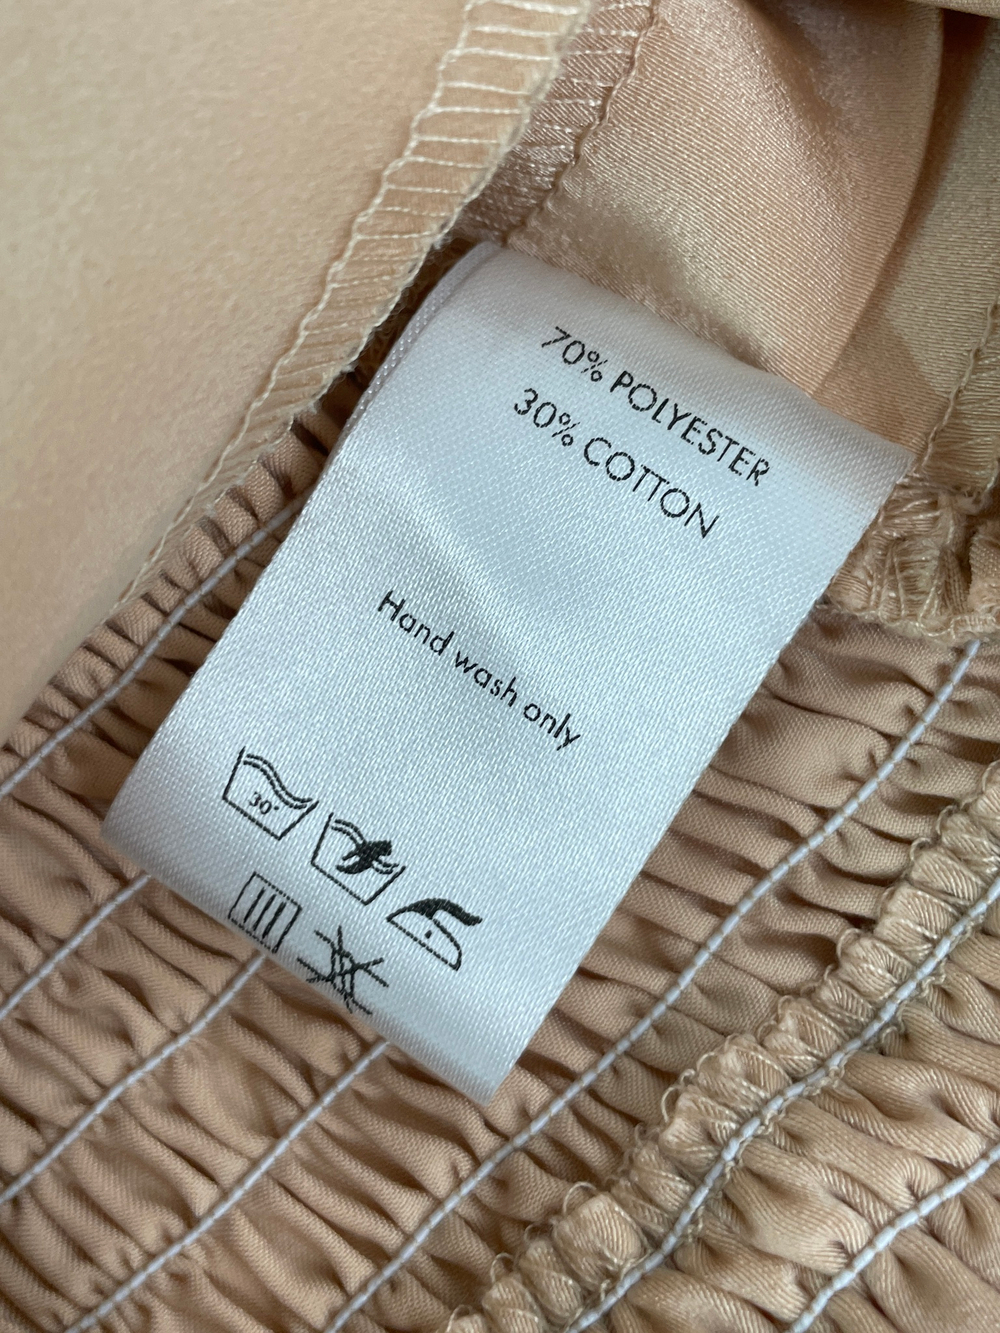 70% POLYESTER
30% COTTON
Hand wash only
30°